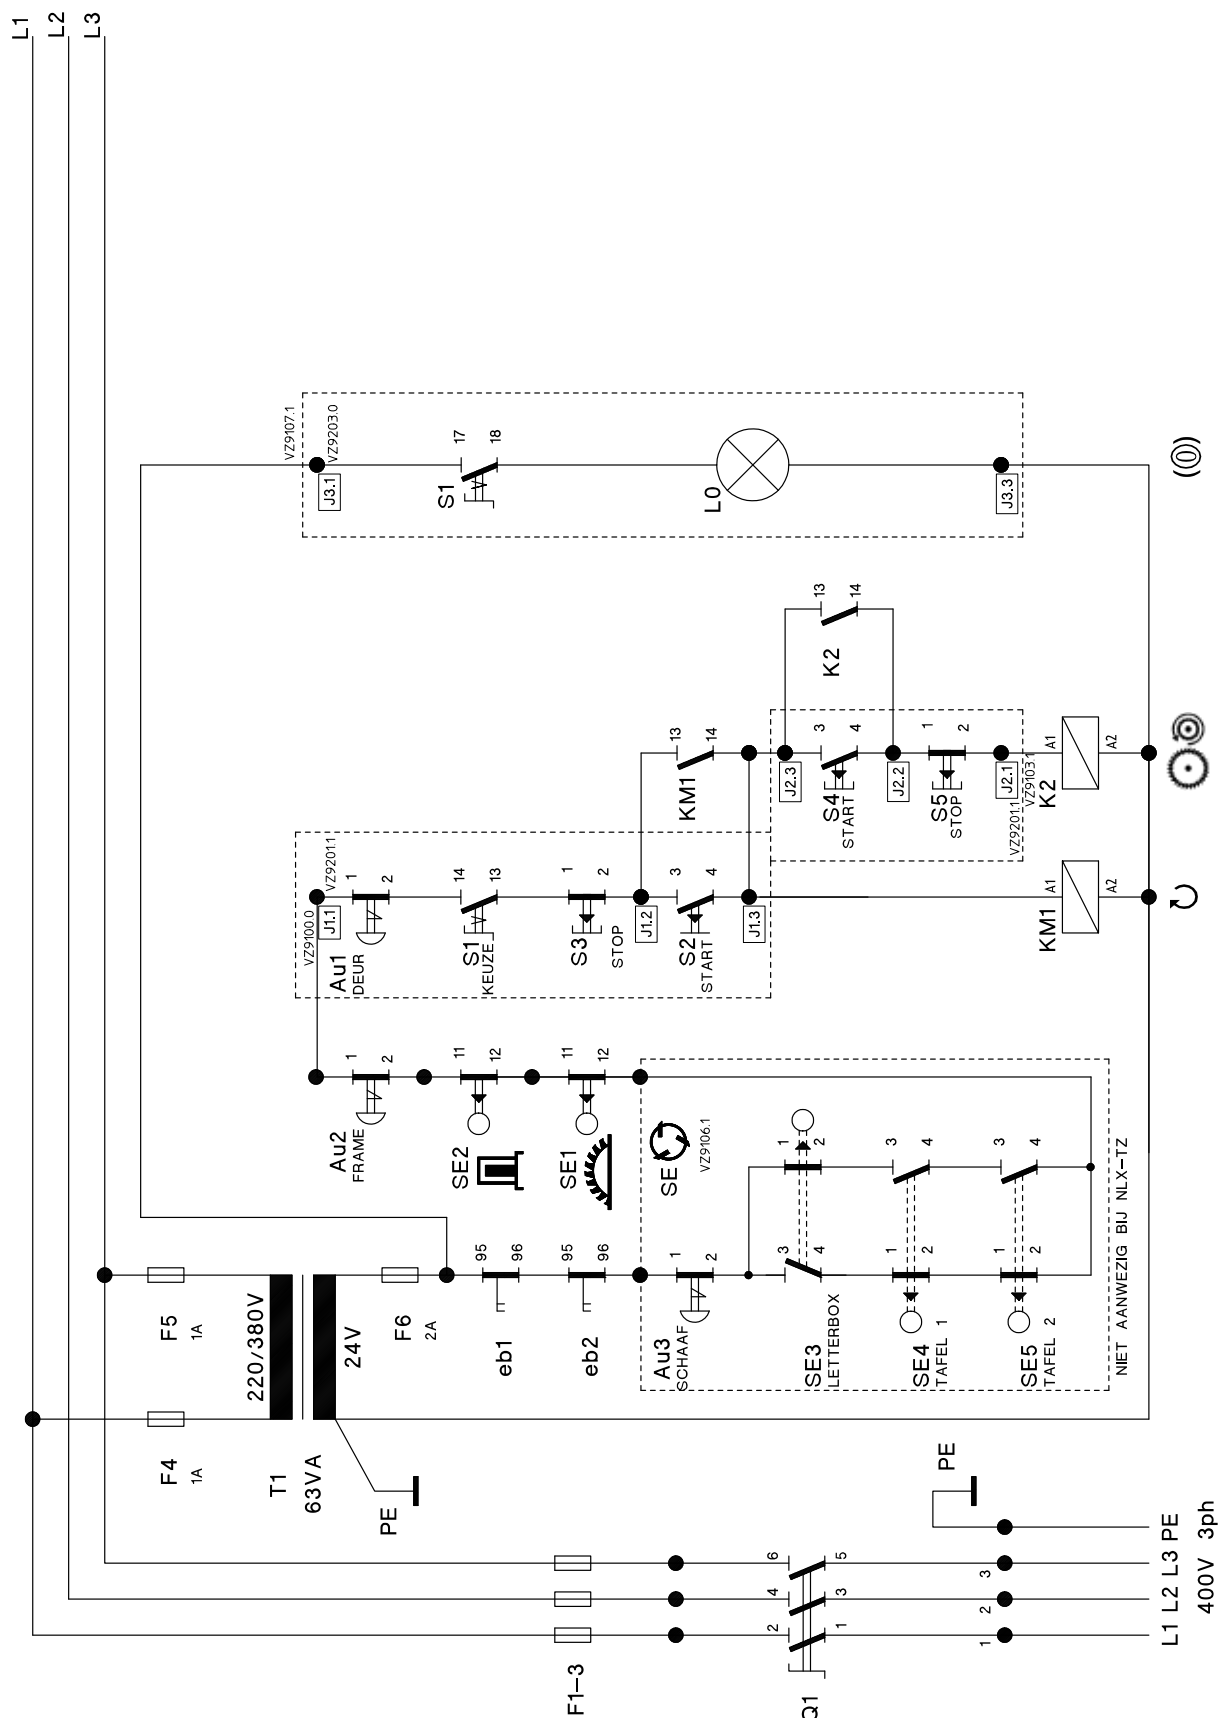 L1
L2
L3
F4
1A
F5
1A
T1
63VA
220/380V
24V
PE
F6
2A
eb1
95
96
eb2
95
96
F1-3
Q1
2
4
6
1
3
5
1
2
3
PE
L1 L2 L3 PE
400V 3ph
Au2
FRAME
1
2
SE2
11
12
SE1
11
12
SE
VZ9106.1
Au3
SCHAAF
1
2
SE3
LETTERBOX
3
4
1
2
SE4
TAFEL 1
1
2
3
4
SE5
TAFEL 2
1
2
3
4
NIET AANWEZIG BIJ NLX-TZ
VZ9100.0
VZ9201.1
J1.1
Au1
DEUR
1
2
S1
KEUZE
14
13
S3
STOP
1
2
J1.2
S2
START
3
4
J1.3
KM1
13
14
KM1
A1
A2
J2.3
S4
START
3
4
J2.2
S5
STOP
1
2
J2.1
VZ9201.1
VZ9103.1
K2
13
14
K2
A1
A2
VZ9107.1
VZ9203.0
J3.1
S1
17
18
L0
J3.3